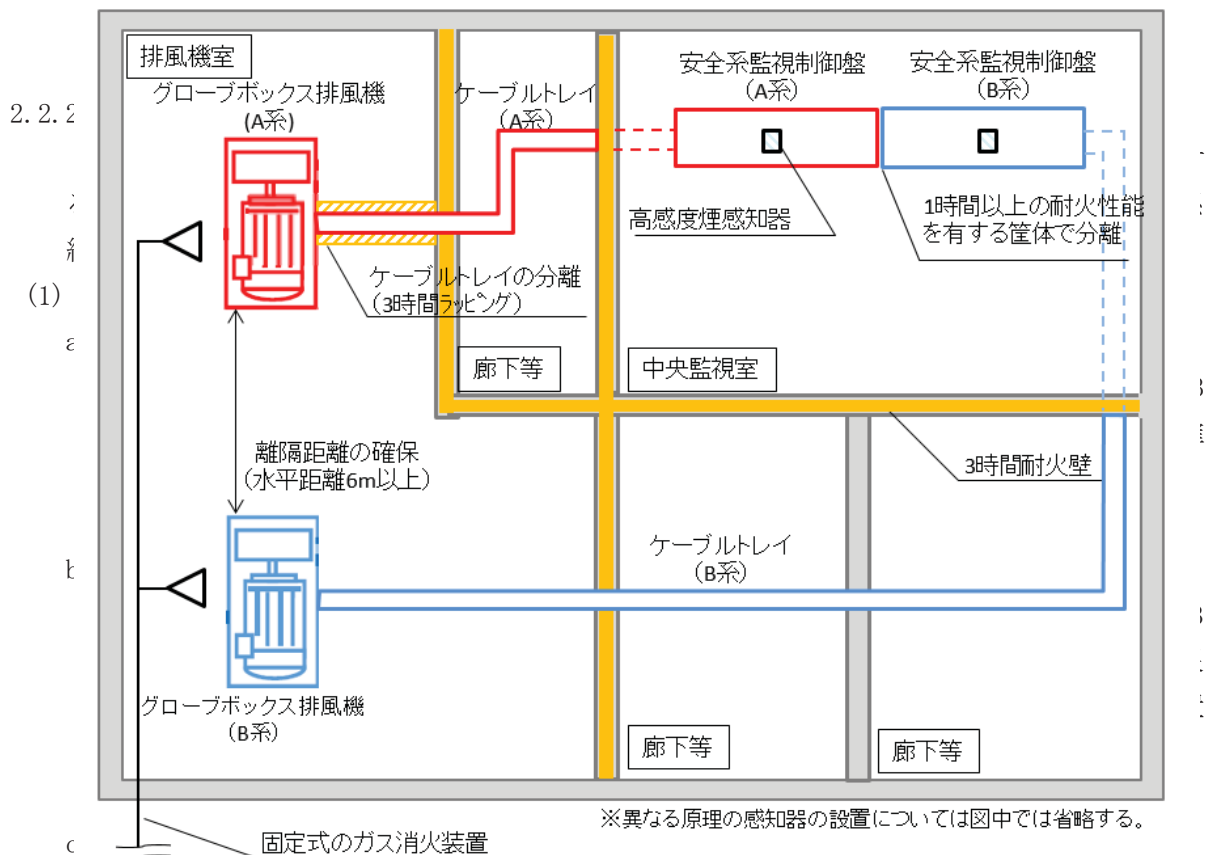 排風機室
グローブボックス排風機
(A系)
ケーブルトレイ
(A系)
安全系監視制御盤
(A系)
安全系監視制御盤
(B系)
2.2.2
高感度煙感知器
1時間以上の耐火性能
を有する筐体で分離
ケーブルトレイの分離
(3時間ラッピング)
(1)
a
廊下等
中央監視室
離隔距離の確保
(水平距離6m以上)
3時間耐火壁
ケーブルトレイ
(B系)
b
グローブボックス排風機
(B系)
廊下等
廊下等
※異なる原理の感知器の設置については図中では省略する。
固定式のガス消火装置